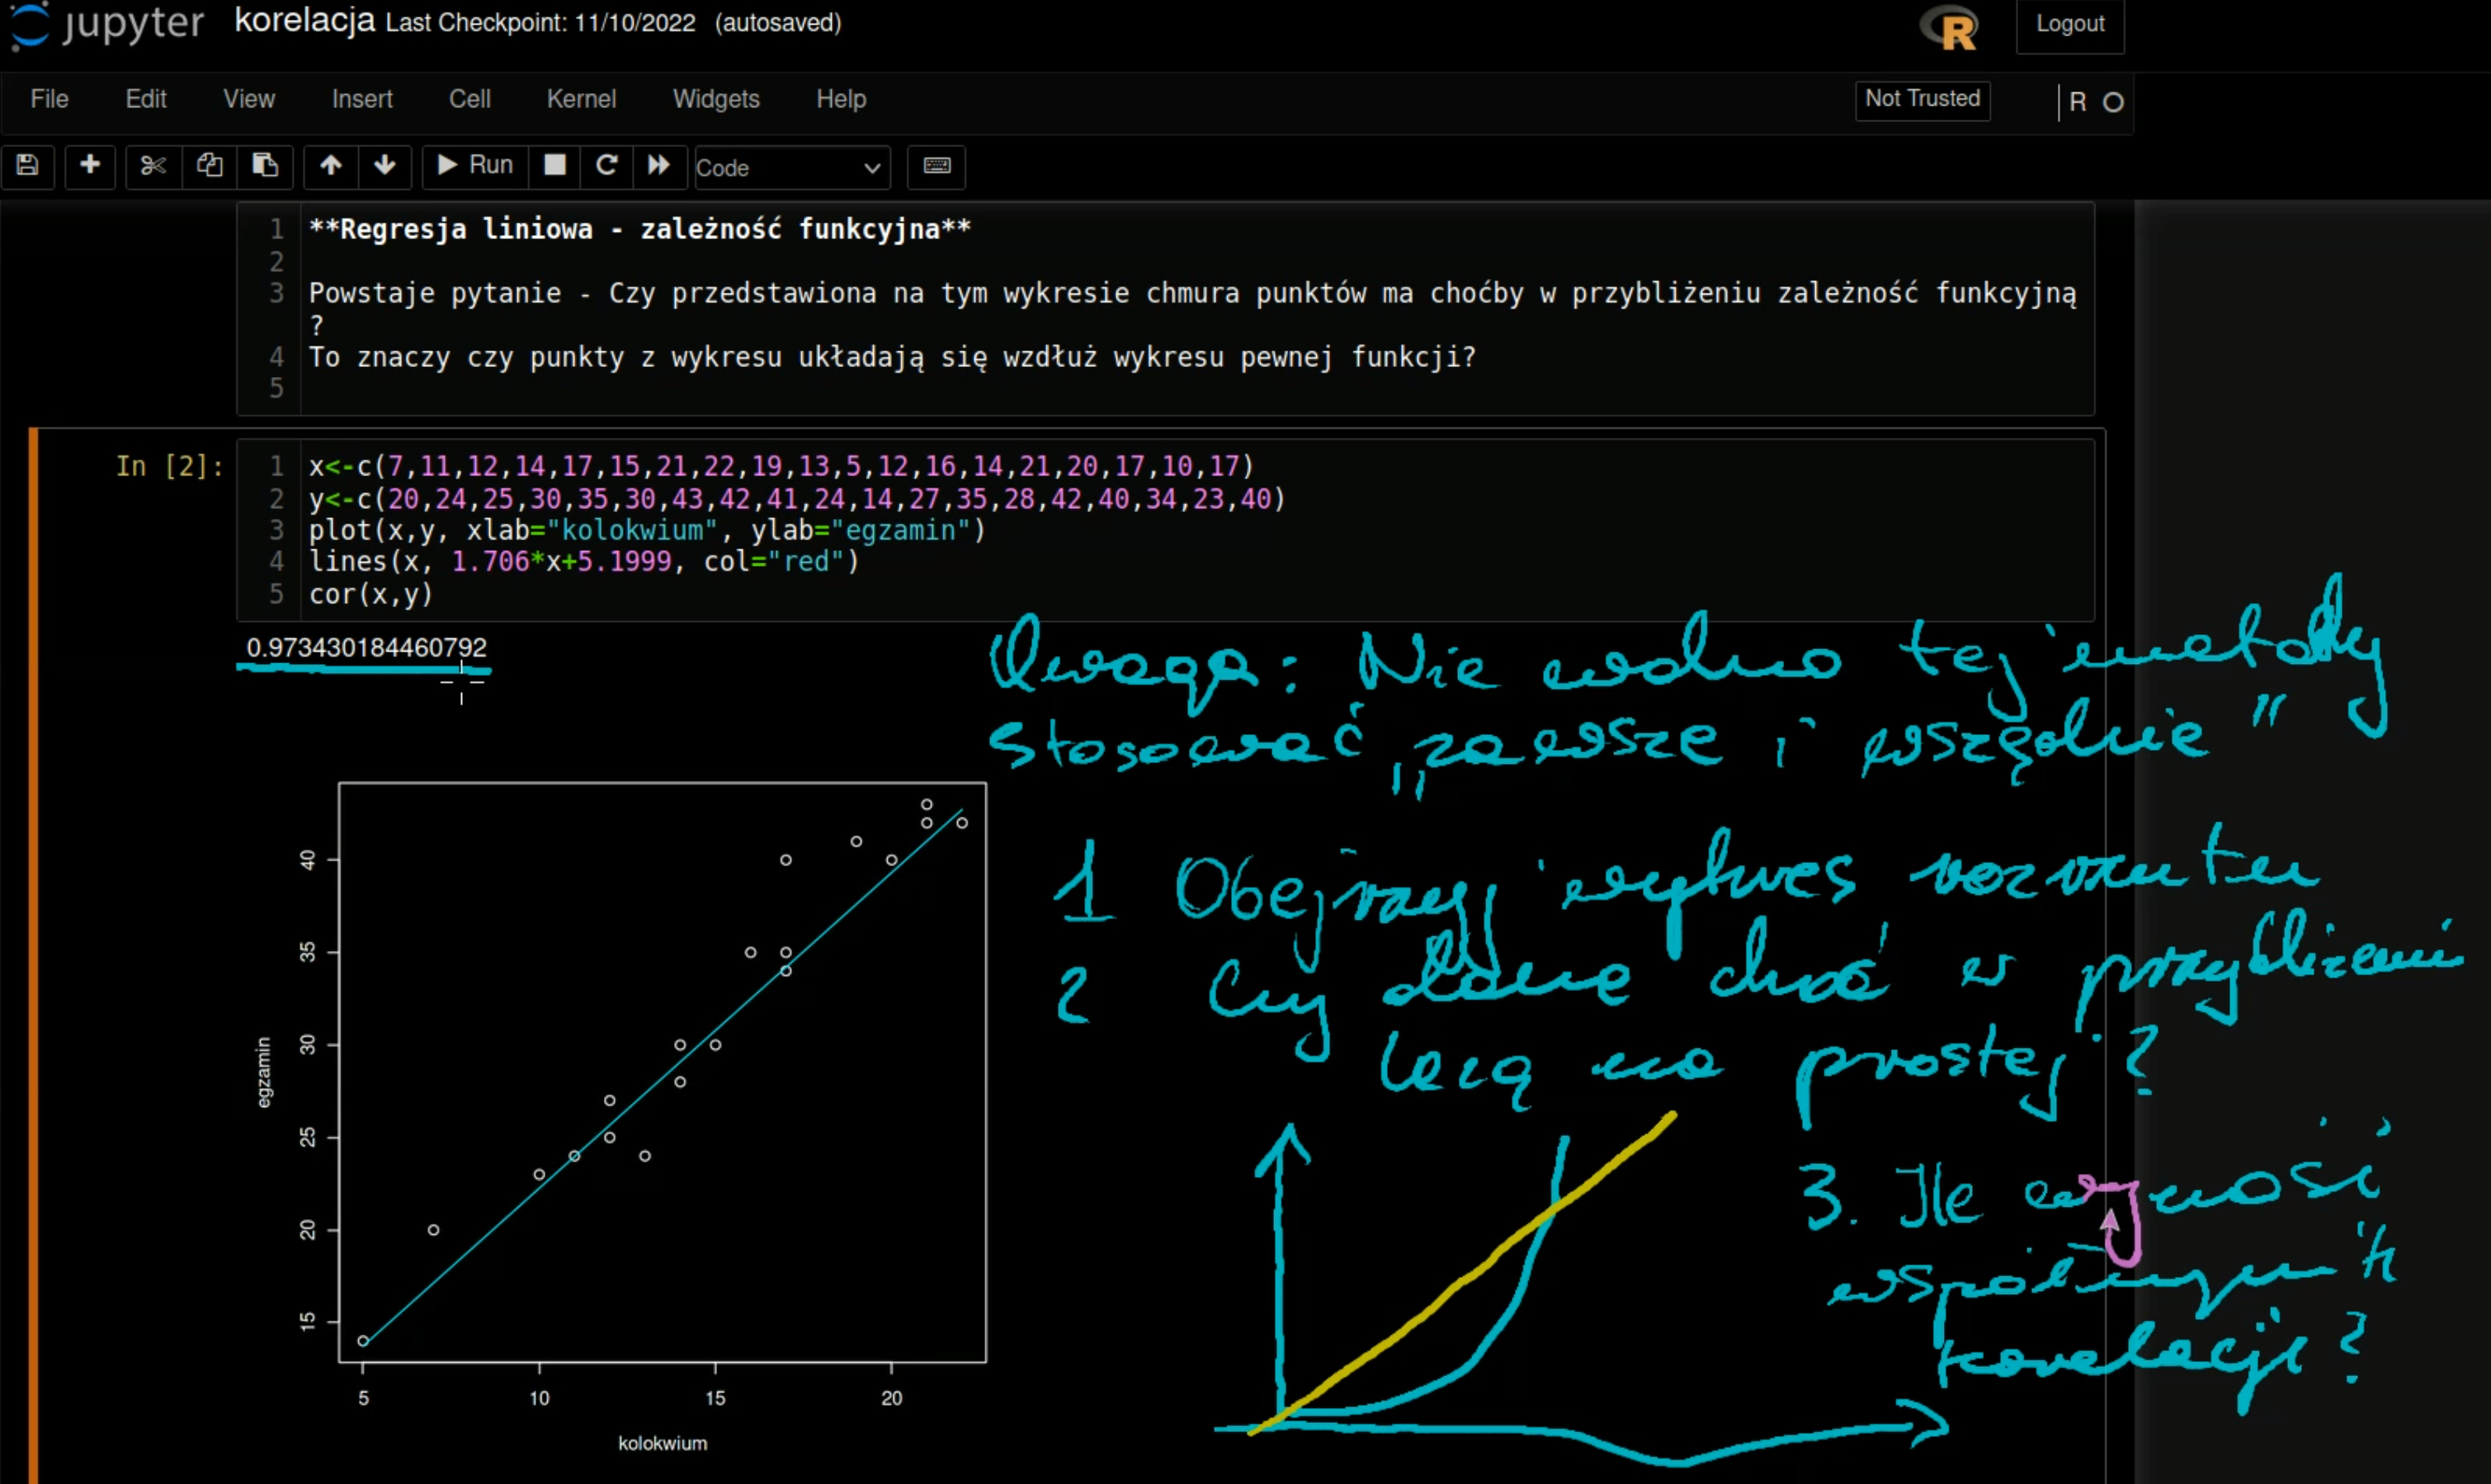 jupyter korelacja Last Checkpoint: 11/10/2022 (autosaved) R Logout
File Edit View Insert Cell Kernel Widgets Help Not Trusted R
Run Code
1 **Regresja liniowa - zależność funkcyjna**
2
3 Powstaje pytanie - Czy przedstawiona na tym wykresie chmura punktów ma choćby w przybliżeniu zależność funkcyjną
?
4 To znaczy czy punkty z wykresu układają się wzdłuż wykresu pewnej funkcji?
5
In [2]:
1 x<-c(7,11,12,14,17,15,21,22,19,13,5,12,16,14,21,20,17,10,17)
2 y<-c(20,24,25,30,35,30,43,42,41,24,14,27,35,28,42,40,34,23,40)
3 plot(x,y, xlab="kolokwium", ylab="egzamin")
4 lines(x, 1.706*x+5.1999, col="red")
5 cor(x,y)
0.973430184460792
Uwaga: Nie wolno tej metody
stosować „zawsze i wszędzie"
1 Obejrzyj wykres rozrzutu
2 Czy dane choć w przybliżeniu
leżą na prostej?
3. Ile wynosi
współczynnik
korelacji?
40
35
30
25
20
15
egzamin
5 10 15 20
kolokwium